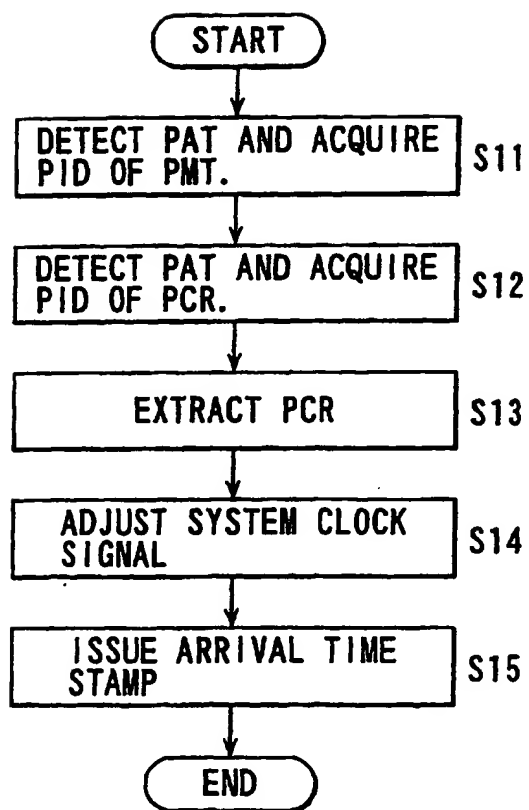 START
DETECT PAT AND ACQUIRE
PID OF PMT.
S11
DETECT PAT AND ACQUIRE
PID OF PCR.
S12
EXTRACT PCR
S13
ADJUST SYSTEM CLOCK
SIGNAL
S14
ISSUE ARRIVAL TIME
STAMP
S15
END